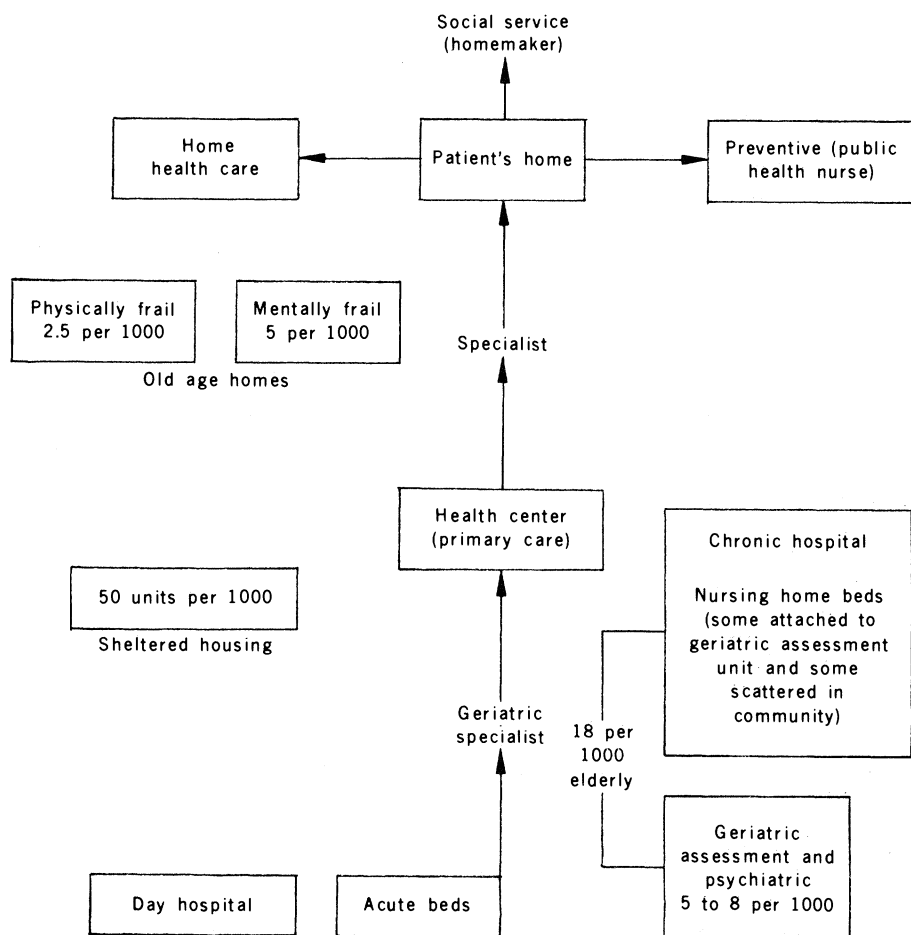 Social service
(homemaker)
Home
health care
Patient's home
Preventive (public
health nurse)
Physically frail
2.5 per 1000
Mentally frail
5 per 1000
Old age homes
Specialist
Health center
(primary care)
50 units per 1000
Sheltered housing
Chronic hospital
Nursing home beds
(some attached to
geriatric assessment
unit and some
scattered in
community)
Geriatric
specialist
18 per
1000
elderly
Geriatric
assessment and
psychiatric
5 to 8 per 1000
Day hospital
Acute beds